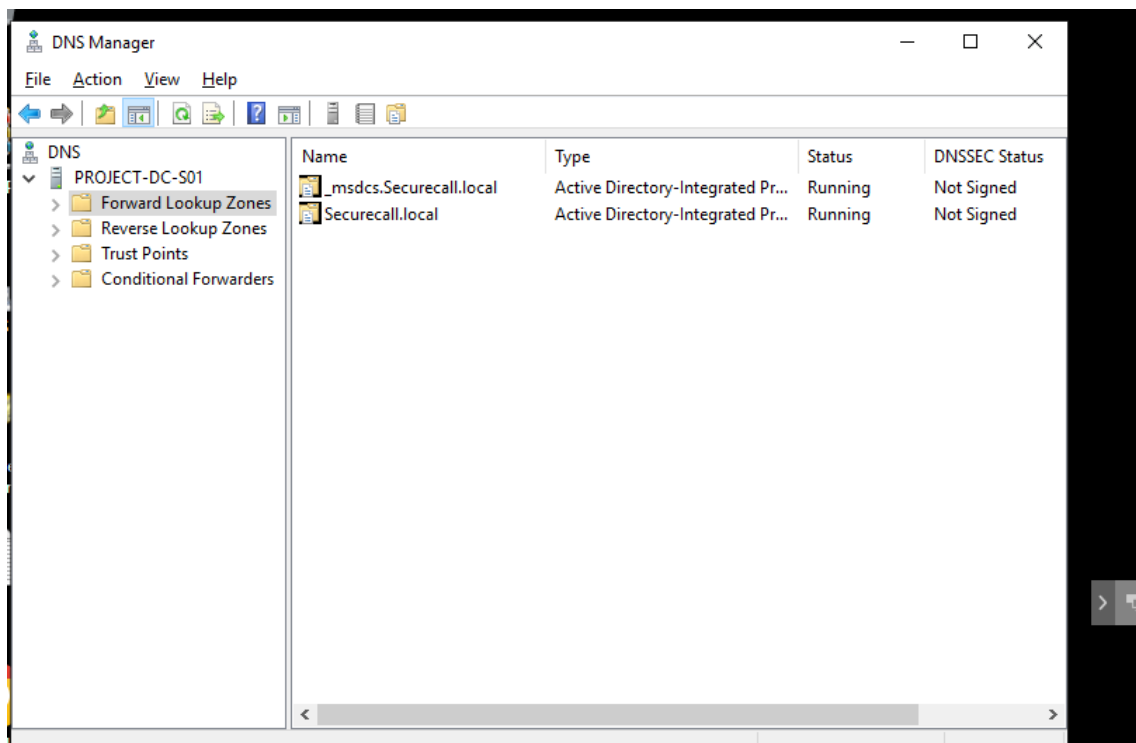 DNS Manager
File Action View Help
DNS
PROJECT-DC-S01
Forward Lookup Zones
Reverse Lookup Zones
Trust Points
Conditional Forwarders
Name Type Status DNSSEC Status
_msdcs.Securecall.local Active Directory-Integrated Pr... Running Not Signed
Securecall.local Active Directory-Integrated Pr... Running Not Signed